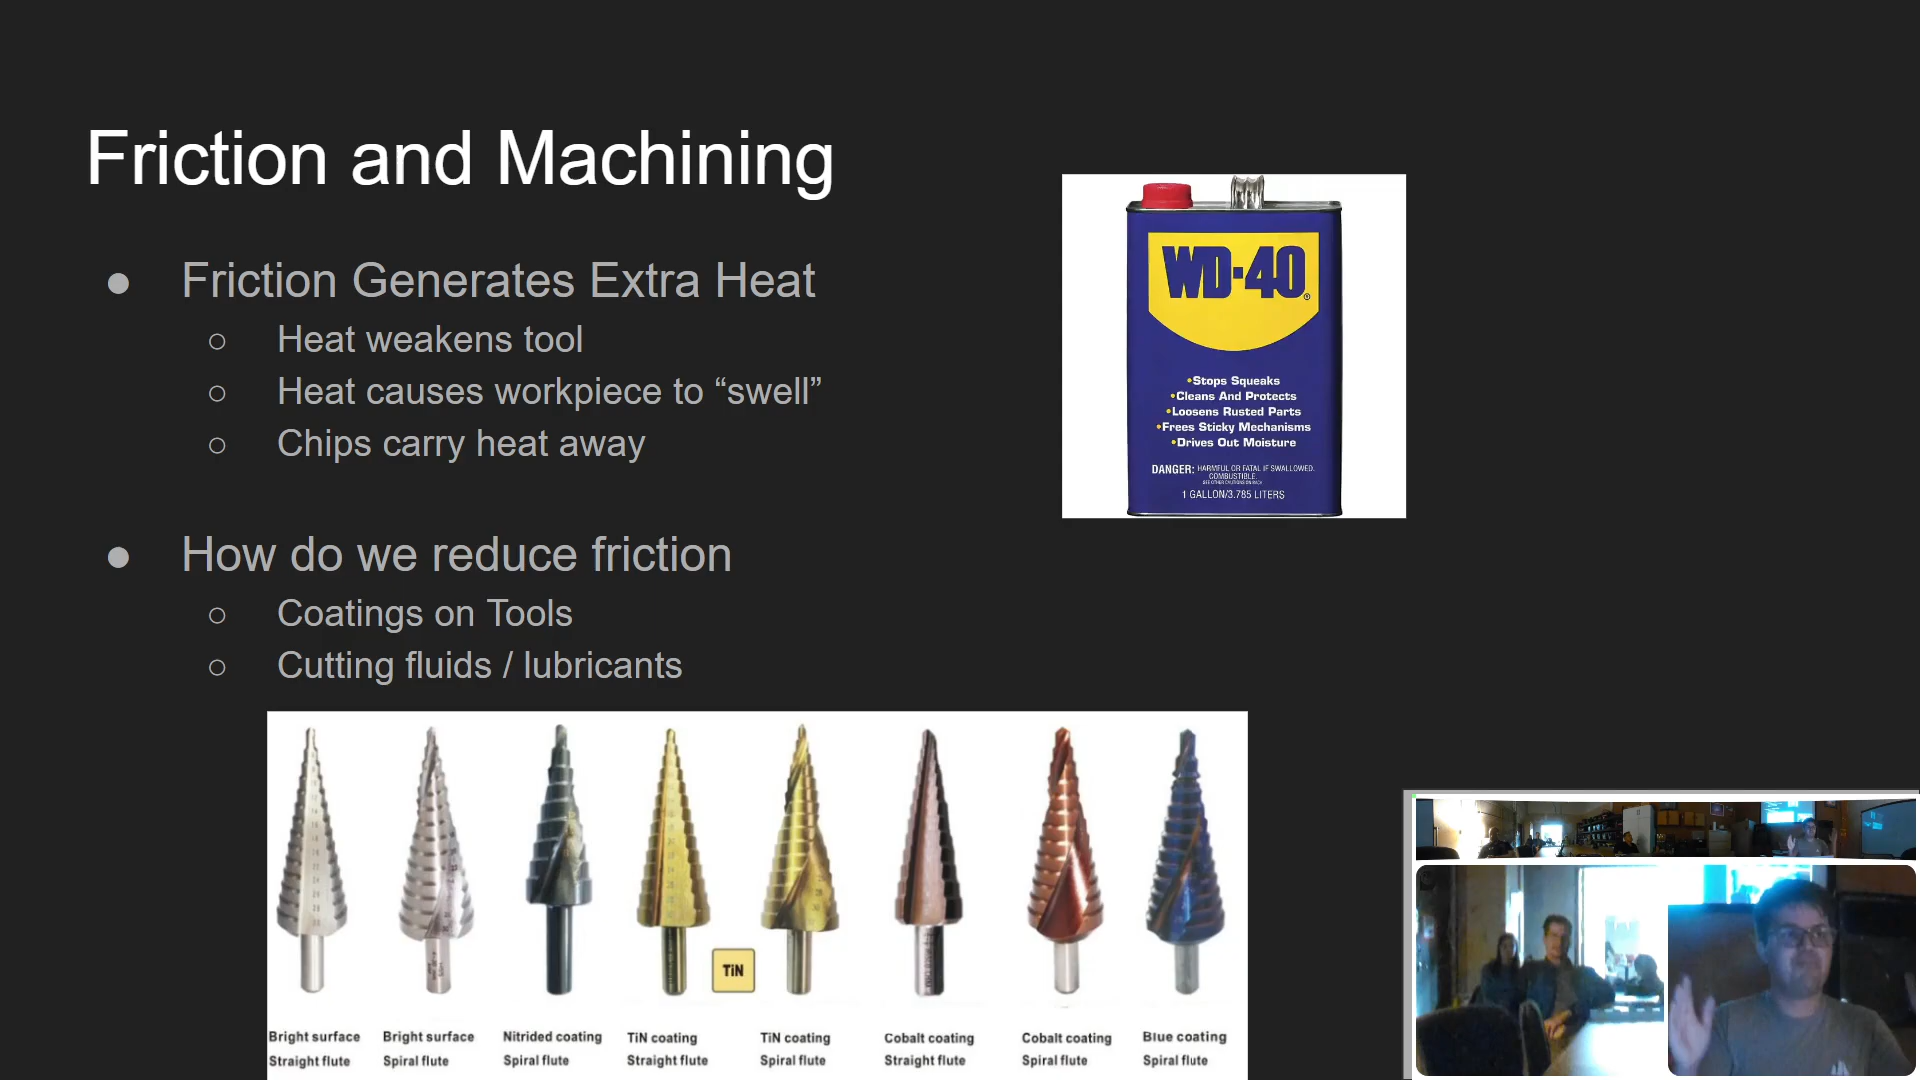 Friction and Machining
● Friction Generates Extra Heat
○ Heat weakens tool
○ Heat causes workpiece to “swell”
○ Chips carry heat away
● How do we reduce friction
○ Coatings on Tools
○ Cutting fluids / lubricants
WD-40®
•Stops Squeaks
•Cleans And Protects
•Loosens Rusted Parts
•Frees Sticky Mechanisms
•Drives Out Moisture
DANGER: HARMFUL OR FATAL IF SWALLOWED.
COMBUSTIBLE.
1 GALLON/3.785 LITERS
TiN
Bright surface
Straight flute
Bright surface
Spiral flute
Nitrided coating
Spiral flute
TiN coating
Straight flute
TiN coating
Spiral flute
Cobalt coating
Straight flute
Cobalt coating
Spiral flute
Blue coating
Spiral flute